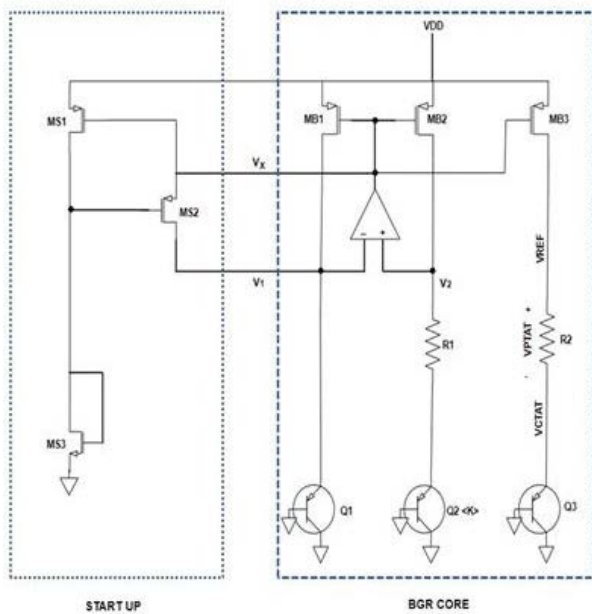 VDD
MS1
MB1
MB2
MB3
VX
MS2
- +
V1
V2
VREF
R1
VPTAT +
-
R2
VCTAT
MS3
Q1
Q2 <K>
Q3
START UP
BGR CORE